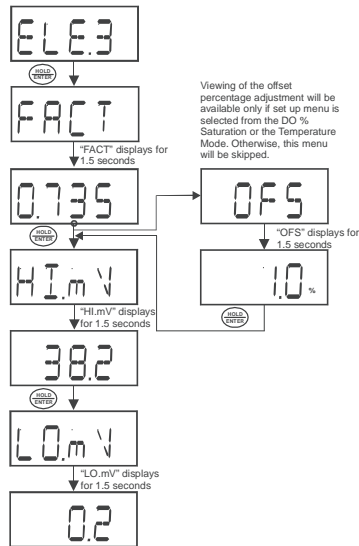 ELE.3
HOLD
ENTER
FACT
"FACT" displays for
1.5 seconds
0.735
HOLD
ENTER
HI.mV
"HI.mV" displays
for 1.5 seconds
38.2
HOLD
ENTER
LO.mV
"LO.mV" displays
for 1.5 seconds
0.2
Viewing of the offset
percentage adjustment will be
available only if set up menu is
selected from the DO %
Saturation or the Temperature
Mode. Otherwise, this menu
will be skipped.
OFS
"OFS" displays for
1.5 seconds
1.0 %
HOLD
ENTER